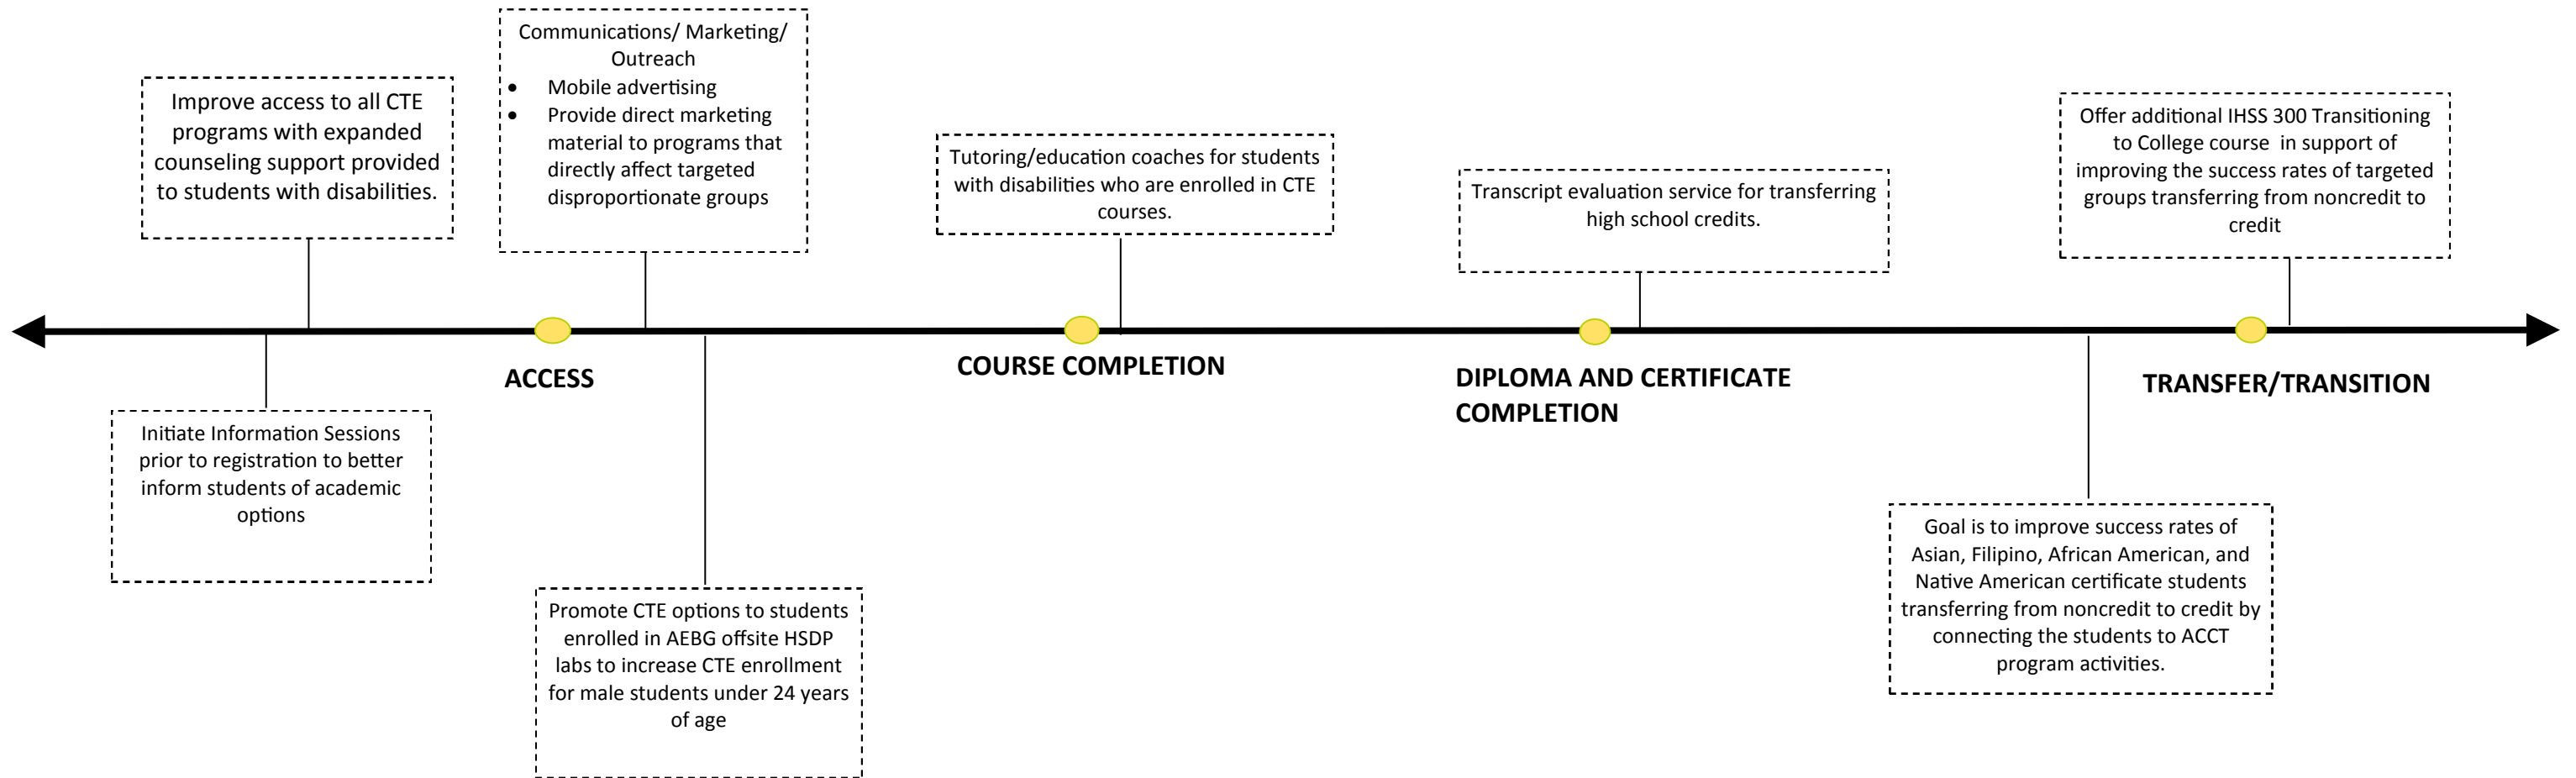 Communications/ Marketing/
Outreach
• Mobile advertising
• Provide direct marketing
material to programs that
directly affect targeted
disproportionate groups
Improve access to all CTE
programs with expanded
counseling support provided
to students with disabilities.
Tutoring/education coaches for students
with disabilities who are enrolled in CTE
courses.
Transcript evaluation service for transferring
high school credits.
Offer additional IHSS 300 Transitioning
to College course in support of
improving the success rates of targeted
groups transferring from noncredit to
credit
ACCESS
COURSE COMPLETION
DIPLOMA AND CERTIFICATE
COMPLETION
TRANSFER/TRANSITION
Initiate Information Sessions
prior to registration to better
inform students of academic
options
Promote CTE options to students
enrolled in AEBG offsite HSDP
labs to increase CTE enrollment
for male students under 24 years
of age
Goal is to improve success rates of
Asian, Filipino, African American, and
Native American certificate students
transferring from noncredit to credit by
connecting the students to ACCT
program activities.